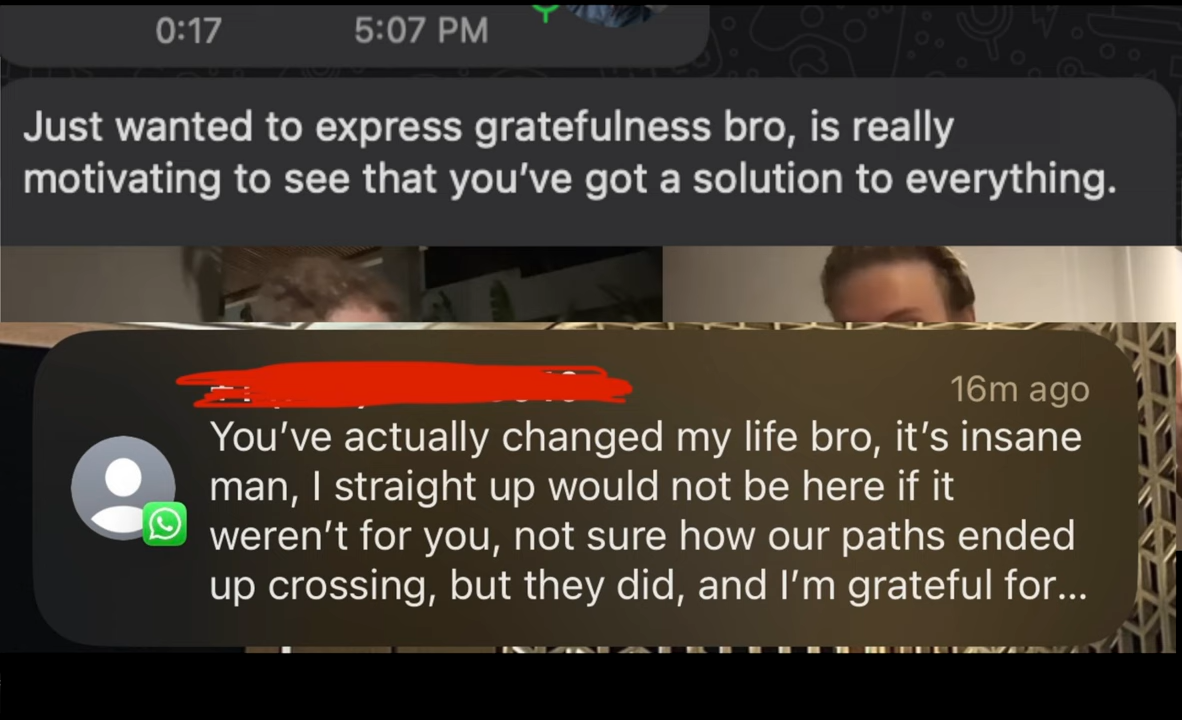 0:17 5:07 PM
Just wanted to express gratefulness bro, is really
motivating to see that you've got a solution to everything.
16m ago
You've actually changed my life bro, it's insane
man, I straight up would not be here if it
weren't for you, not sure how our paths ended
up crossing, but they did, and I'm grateful for...